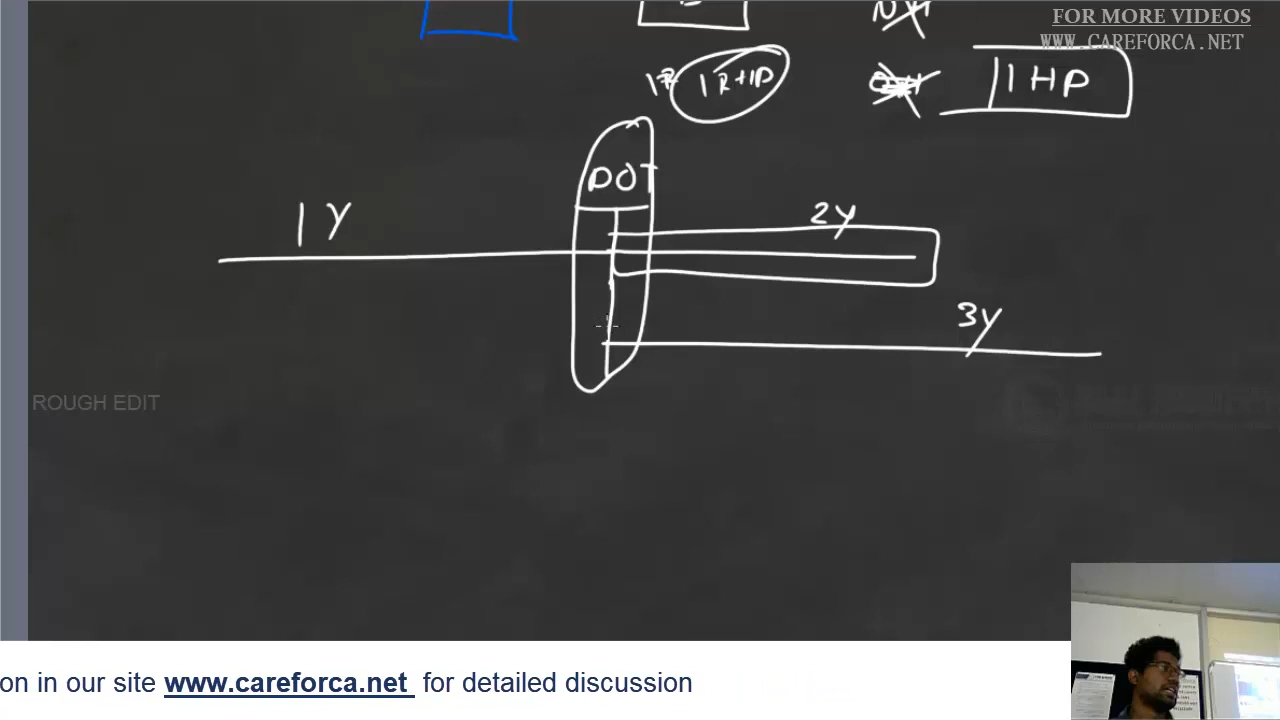 FOR MORE VIDEOS
WWW.CAREFORCA.NET
1R+1P
1HP
DOT
1Y
2y
3y
ROUGH EDIT
on in our site www.careforca.net for detailed discussion